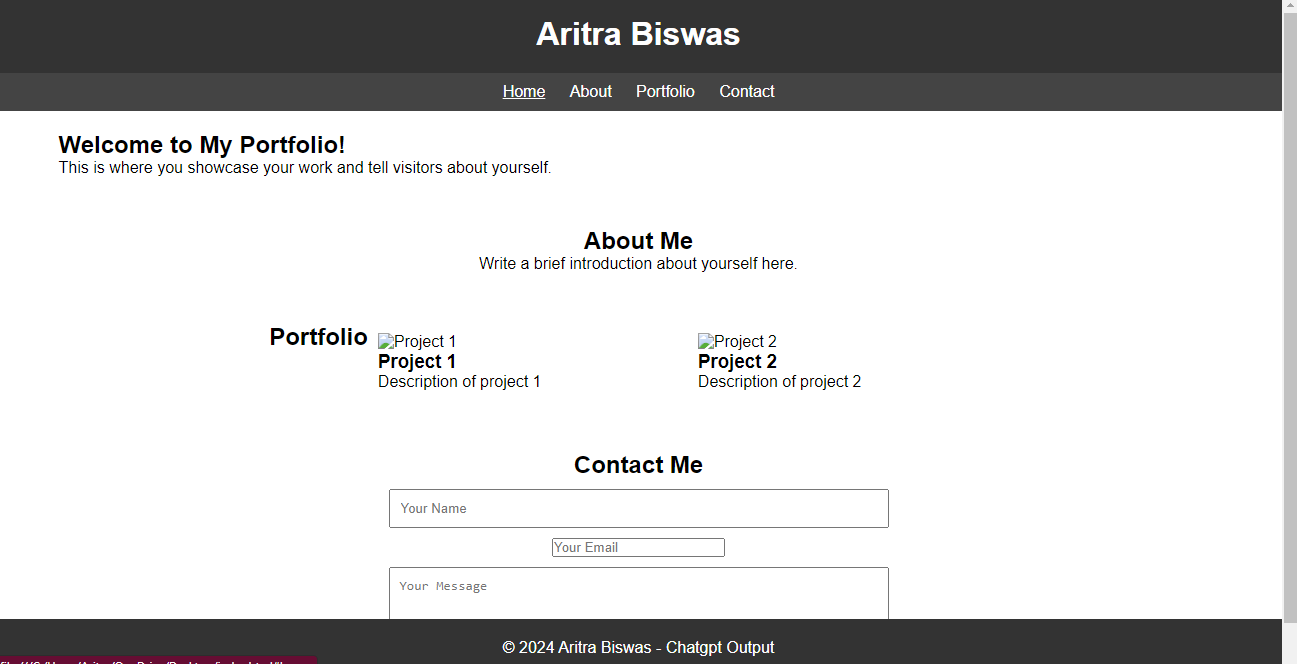 Aritra Biswas
Home About Portfolio Contact
Welcome to My Portfolio!
This is where you showcase your work and tell visitors about yourself.
About Me
Write a brief introduction about yourself here.
Portfolio
Project 1
Project 1
Description of project 1
Project 2
Project 2
Description of project 2
Contact Me
Your Name
Your Email
Your Message
© 2024 Aritra Biswas - Chatgpt Output